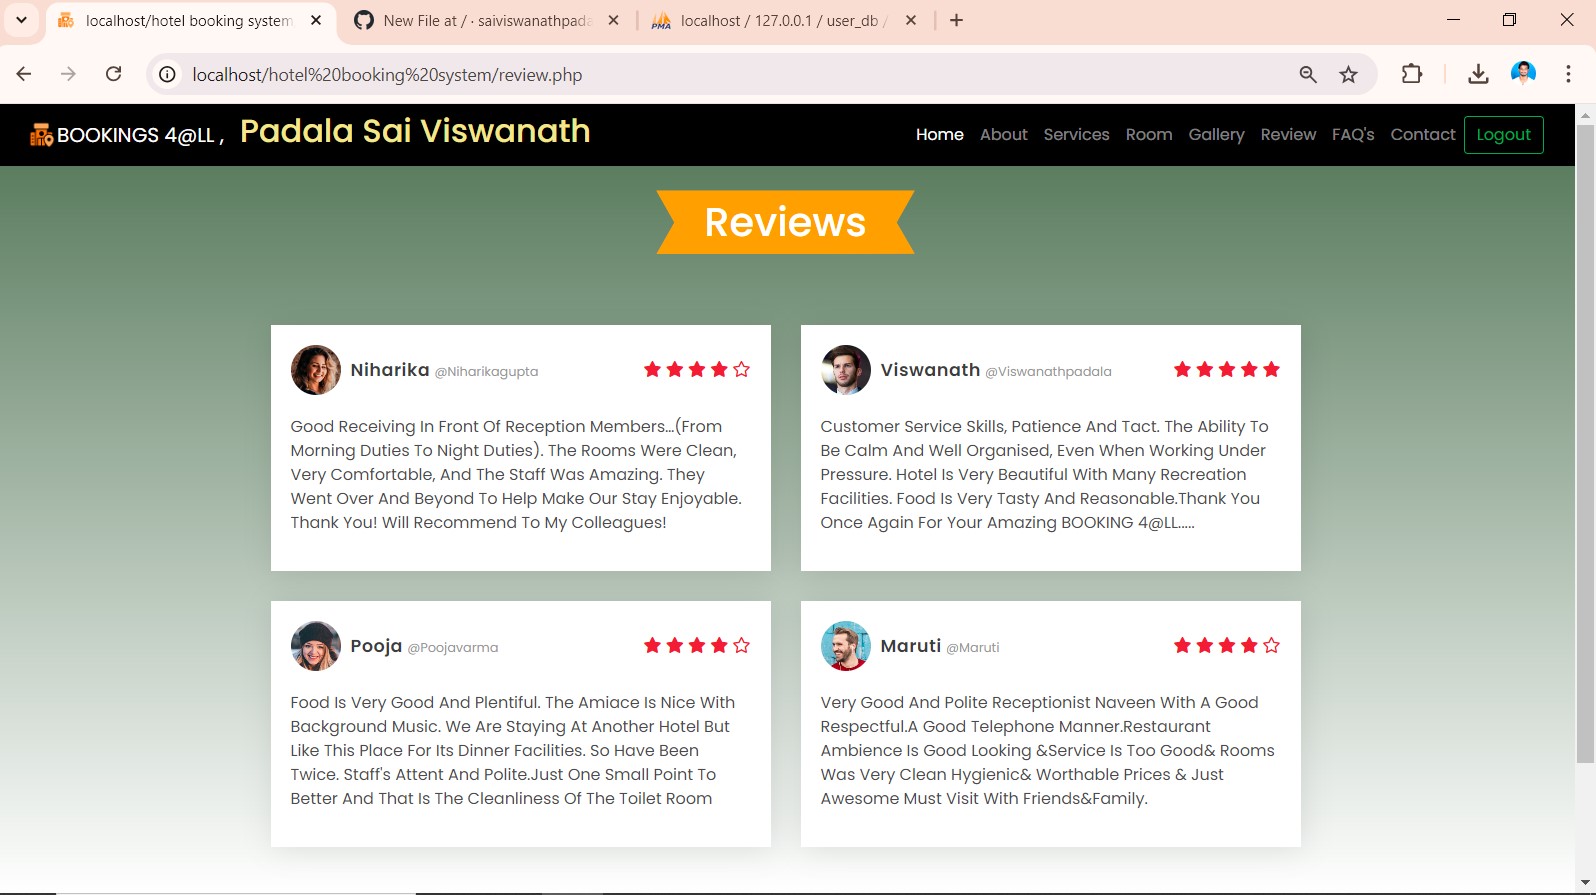 localhost/hotel booking system
New File at / · saiviswanathpada
localhost / 127.0.0.1 / user_db /
localhost/hotel%20booking%20system/review.php
BOOKINGS 4@LL , Padala Sai Viswanath
Home About Services Room Gallery Review FAQ's Contact Logout
Reviews
Niharika @Niharikagupta
Good Receiving In Front Of Reception Members...(From
Morning Duties To Night Duties). The Rooms Were Clean,
Very Comfortable, And The Staff Was Amazing. They
Went Over And Beyond To Help Make Our Stay Enjoyable.
Thank You! Will Recommend To My Colleagues!
Viswanath @Viswanathpadala
Customer Service Skills, Patience And Tact. The Ability To
Be Calm And Well Organised, Even When Working Under
Pressure. Hotel Is Very Beautiful With Many Recreation
Facilities. Food Is Very Tasty And Reasonable.Thank You
Once Again For Your Amazing BOOKING 4@LL.....
Pooja @Poojavarma
Food Is Very Good And Plentiful. The Amiace Is Nice With
Background Music. We Are Staying At Another Hotel But
Like This Place For Its Dinner Facilities. So Have Been
Twice. Staff's Attent And Polite.Just One Small Point To
Better And That Is The Cleanliness Of The Toilet Room
Maruti @Maruti
Very Good And Polite Receptionist Naveen With A Good
Respectful.A Good Telephone Manner.Restaurant
Ambience Is Good Looking &Service Is Too Good& Rooms
Was Very Clean Hygienic& Worthable Prices & Just
Awesome Must Visit With Friends&Family.